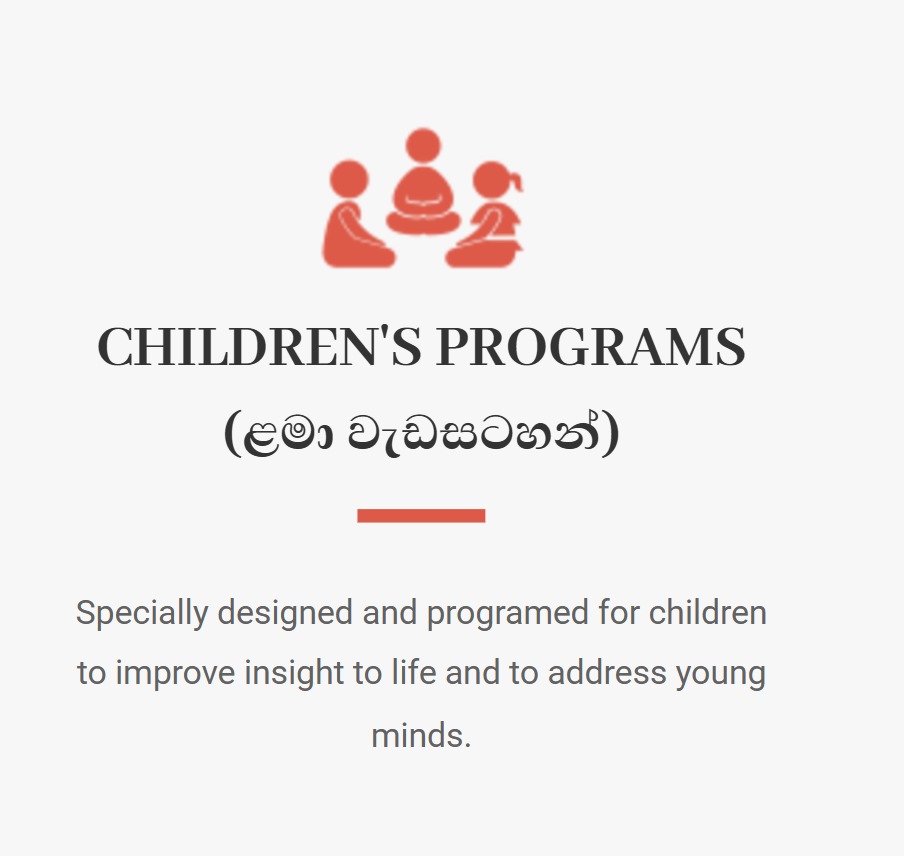 CHILDREN'S PROGRAMS
(ළමා වැඩසටහන්)
Specially designed and programed for children
to improve insight to life and to address young
minds.